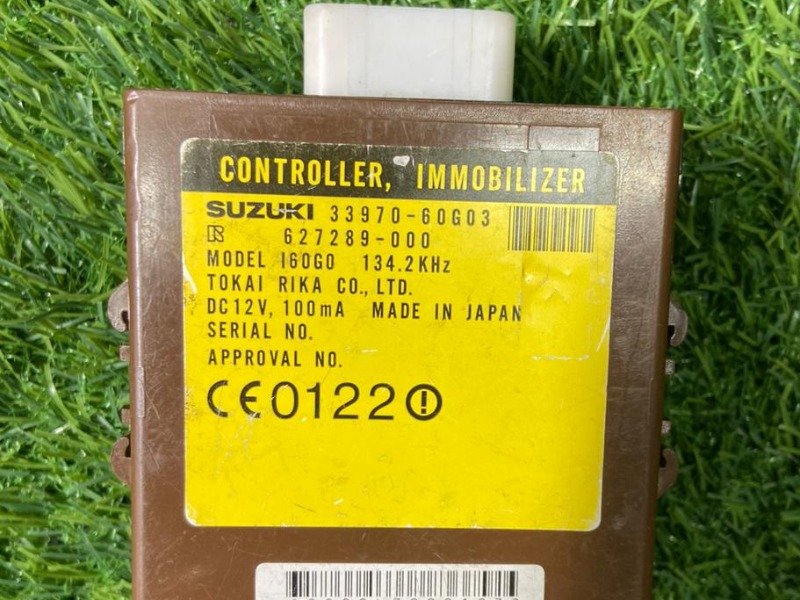 CONTROLLER, IMMOBILIZER
SUZUKI 33970-60G03
R 627289-000
MODEL I60G0 134.2KHz
TOKAI RIKA CO., LTD.
DC12V, 100mA MADE IN JAPAN
SERIAL NO.
APPROVAL NO.
CE0122